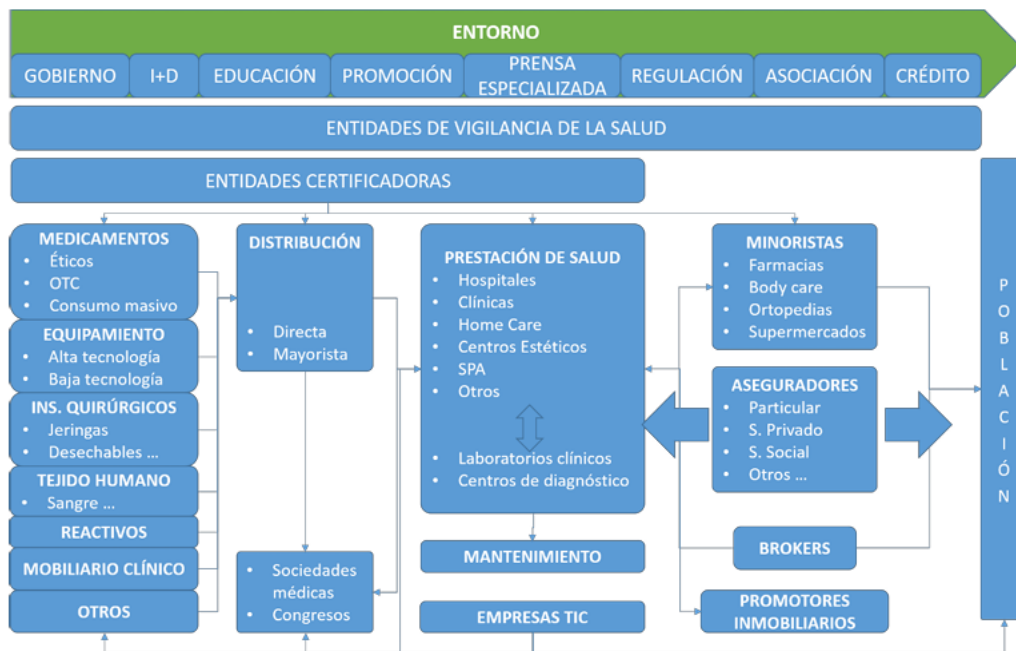 ENTORNO
GOBIERNO
I+D
EDUCACIÓN
PROMOCIÓN
PRENSA
ESPECIALIZADA
REGULACIÓN
ASOCIACIÓN
CRÉDITO
ENTIDADES DE VIGILANCIA DE LA SALUD
ENTIDADES CERTIFICADORAS
MEDICAMENTOS
• Éticos
• OTC
• Consumo masivo
EQUIPAMIENTO
• Alta tecnología
• Baja tecnología
INS. QUIRÚRGICOS
• Jeringas
• Desechables ...
TEJIDO HUMANO
• Sangre ...
REACTIVOS
MOBILIARIO CLÍNICO
OTROS
DISTRIBUCIÓN
• Directa
• Mayorista
• Sociedades
médicas
• Congresos
PRESTACIÓN DE SALUD
• Hospitales
• Clínicas
• Home Care
• Centros Estéticos
• SPA
• Otros
• Laboratorios clínicos
• Centros de diagnóstico
MANTENIMIENTO
EMPRESAS TIC
MINORISTAS
• Farmacias
• Body care
• Ortopedias
• Supermercados
ASEGURADORES
• Particular
• S. Privado
• S. Social
• Otros ...
BROKERS
PROMOTORES
INMOBILIARIOS
POBLACIÓN